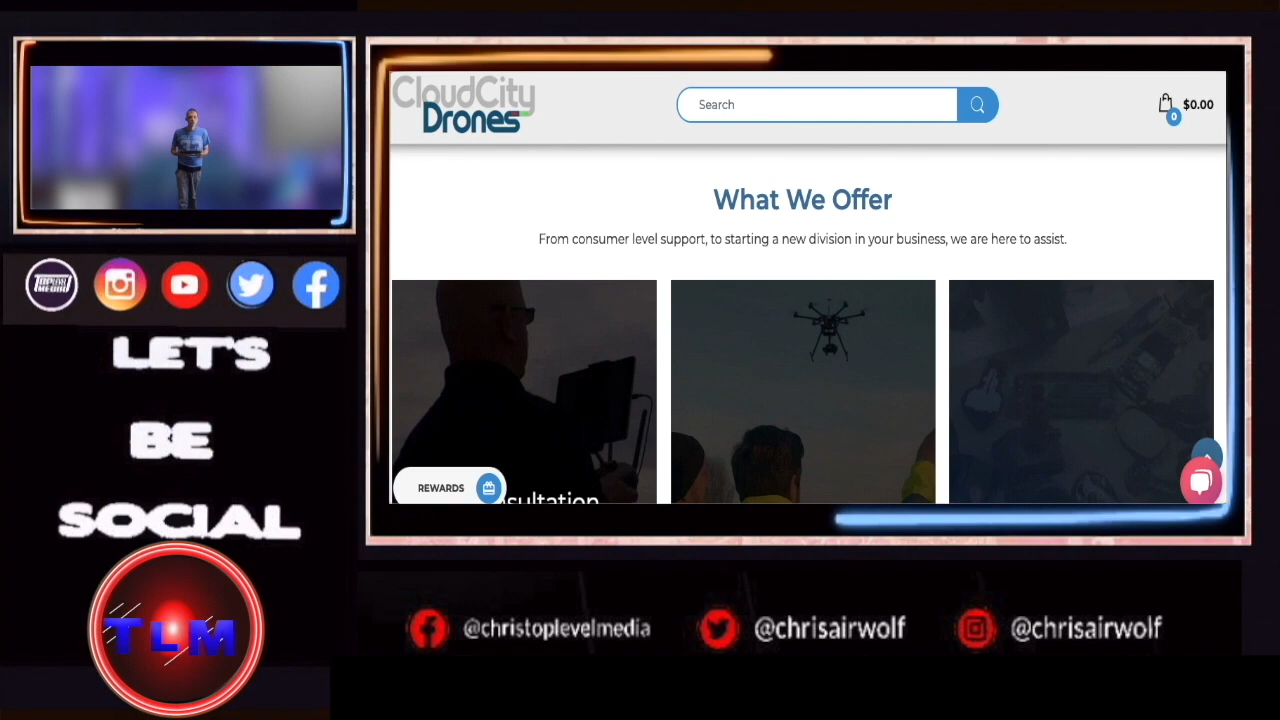 CloudCity
Drones
Search
0
$0.00
What We Offer
From consumer level support, to starting a new division in your business, we are here to assist.
REWARDS
LET'S
BE
SOCIAL
TLM
@christoplevelmedia
@chrisairwolf
@chrisairwolf